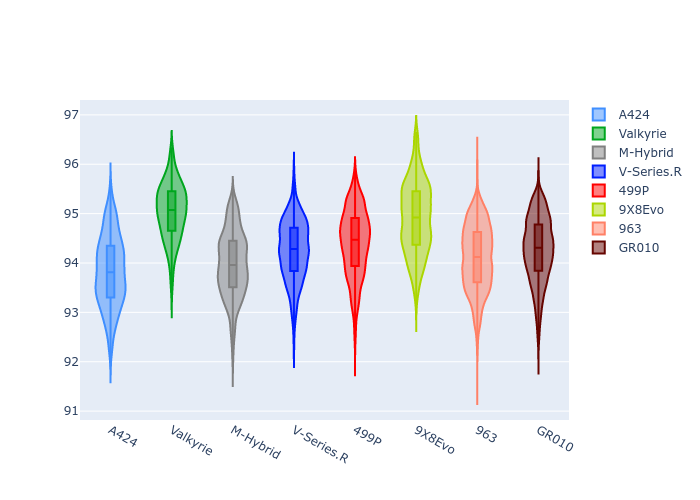 97
96
95
94
93
92
91
A424
Valkyrie
M-Hybrid
V-Series.R
499P
9X8Evo
963
GR010
A424
Valkyrie
M-Hybrid
V-Series.R
499P
9X8Evo
963
GR010